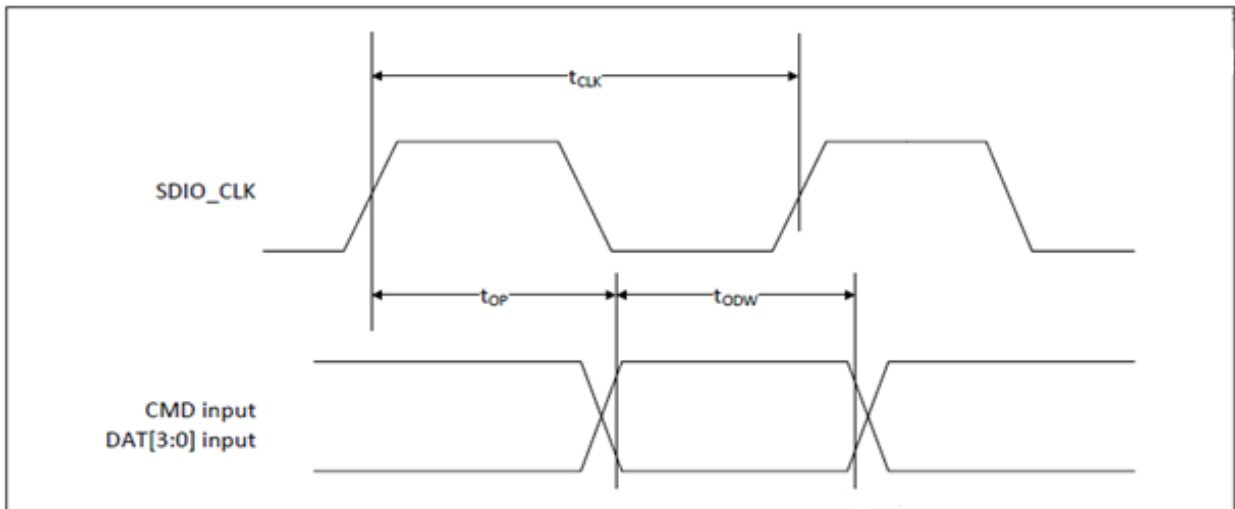 tCLK
SDIO_CLK
tOP
tODW
CMD input
DAT[3:0] input